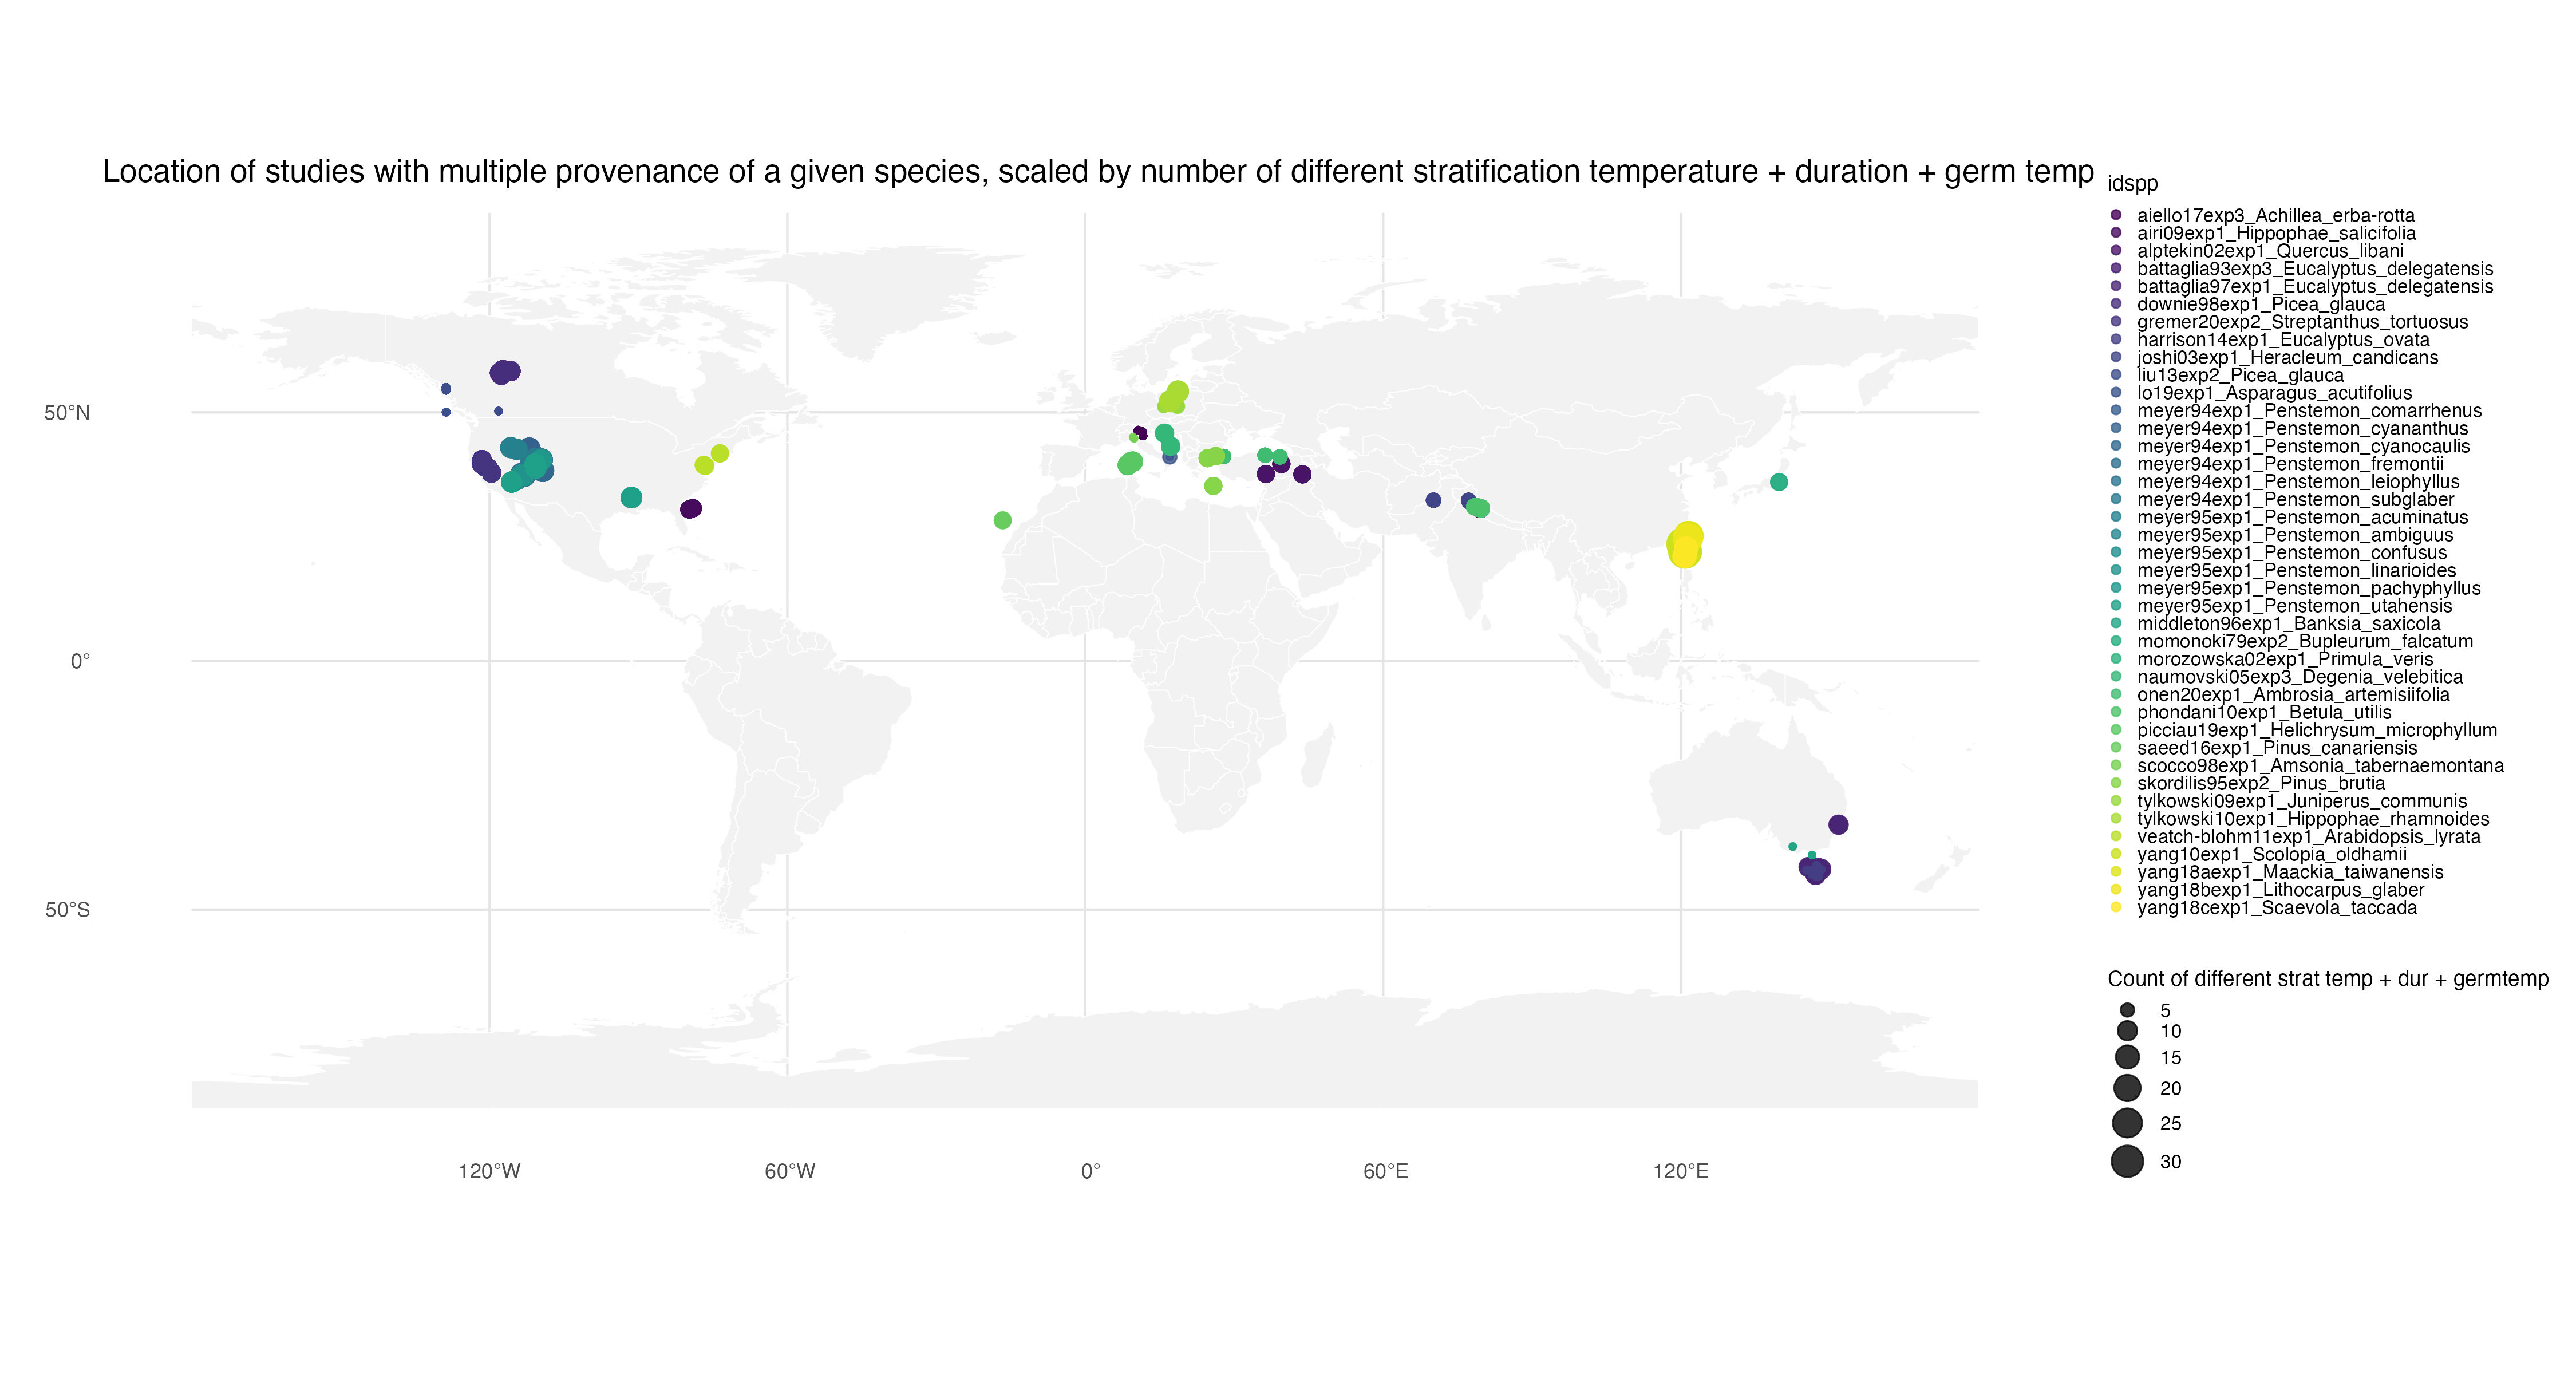 Location of studies with multiple provenance of a given species, scaled by number of different stratification temperature + duration + germ temp
idspp
aiello17exp3_Achillea_erba-rotta
airi09exp1_Hippophae_salicifolia
alptekin02exp1_Quercus_libani
battaglia93exp3_Eucalyptus_delegatensis
battaglia97exp1_Eucalyptus_delegatensis
downie98exp1_Picea_glauca
gremer20exp2_Streptanthus_tortuosus
harrison14exp1_Eucalyptus_ovata
joshi03exp1_Heracleum_candicans
liu13exp2_Picea_glauca
lo19exp1_Asparagus_acutifolius
meyer94exp1_Penstemon_comarrhenus
meyer94exp1_Penstemon_cyananthus
meyer94exp1_Penstemon_cyanocaulis
meyer94exp1_Penstemon_fremontii
meyer94exp1_Penstemon_leiophyllus
meyer94exp1_Penstemon_subglaber
meyer95exp1_Penstemon_acuminatus
meyer95exp1_Penstemon_ambiguus
meyer95exp1_Penstemon_confusus
meyer95exp1_Penstemon_linarioides
meyer95exp1_Penstemon_pachyphyllus
meyer95exp1_Penstemon_utahensis
middleton96exp1_Banksia_saxicola
momonoki79exp2_Bupleurum_falcatum
morozowska02exp1_Primula_veris
naumovski05exp3_Degenia_velebitica
onen20exp1_Ambrosia_artemisiifolia
phondani10exp1_Betula_utilis
picciau19exp1_Helichrysum_microphyllum
saeed16exp1_Pinus_canariensis
scocco98exp1_Amsonia_tabernaemontana
skordilis95exp2_Pinus_brutia
tylkowski09exp1_Juniperus_communis
tylkowski10exp1_Hippophae_rhamnoides
veatch-blohm11exp1_Arabidopsis_lyrata
yang10exp1_Scolopia_oldhamii
yang18aexp1_Maackia_taiwanensis
yang18bexp1_Lithocarpus_glaber
yang18cexp1_Scaevola_taccada
Count of different strat temp + dur + germtemp
5
10
15
20
25
30
50°N
0°
50°S
120°W
60°W
0°
60°E
120°E